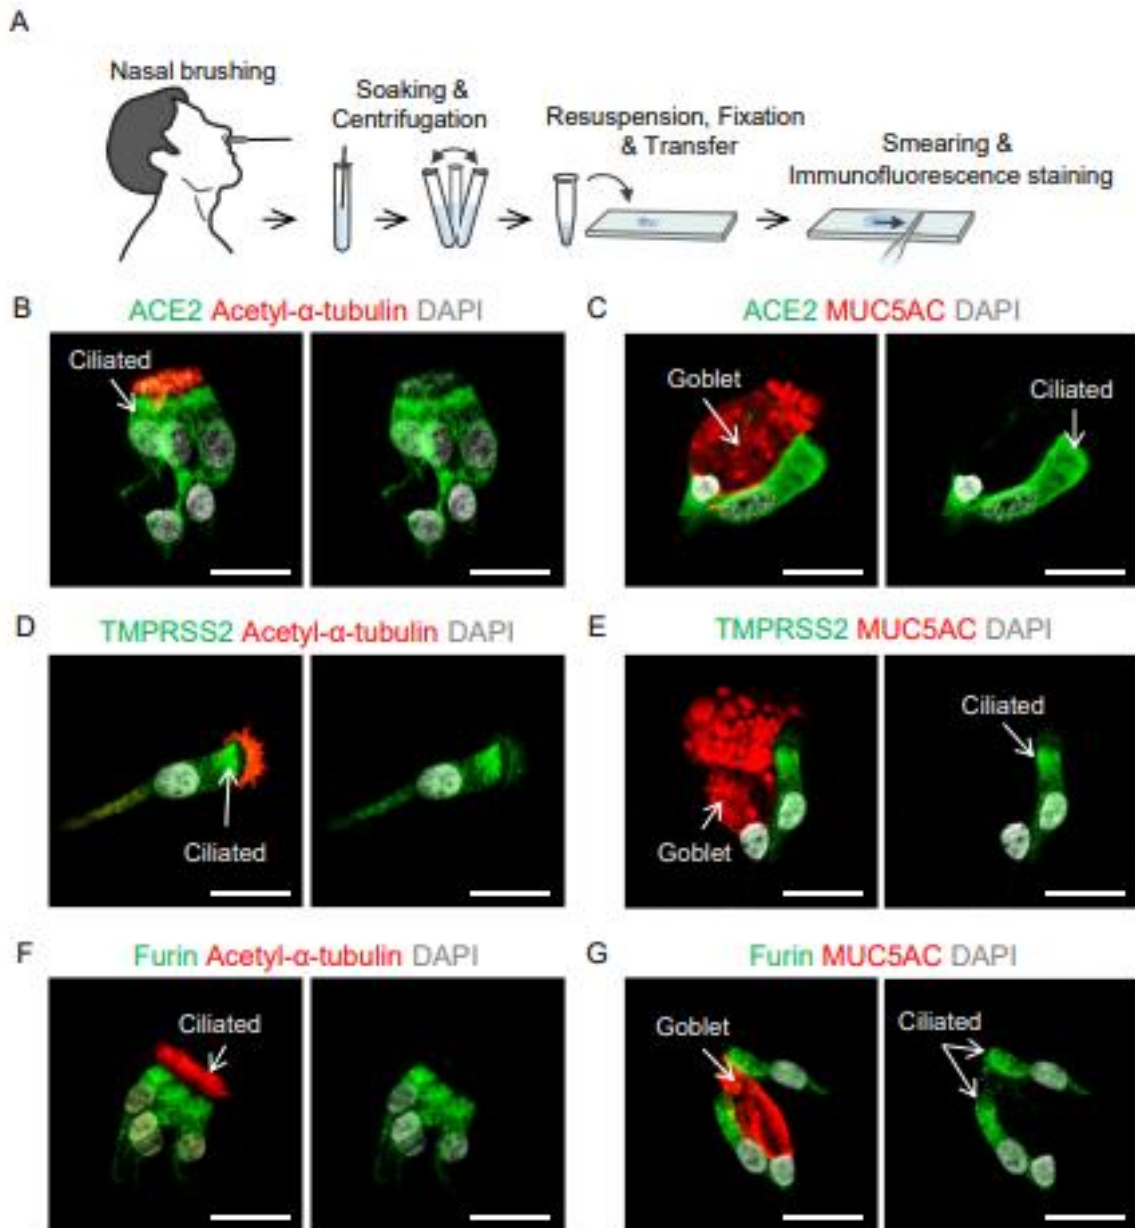 A
Nasal brushing
Soaking &
Centrifugation
Resuspension, Fixation
& Transfer
Smearing &
Immunofluorescence staining
B
ACE2 Acetyl-α-tubulin DAPI
Ciliated
C
ACE2 MUC5AC DAPI
Goblet
Ciliated
D
TMPRSS2 Acetyl-α-tubulin DAPI
Ciliated
E
TMPRSS2 MUC5AC DAPI
Ciliated
Goblet
F
Furin Acetyl-α-tubulin DAPI
Ciliated
G
Furin MUC5AC DAPI
Goblet
Ciliated